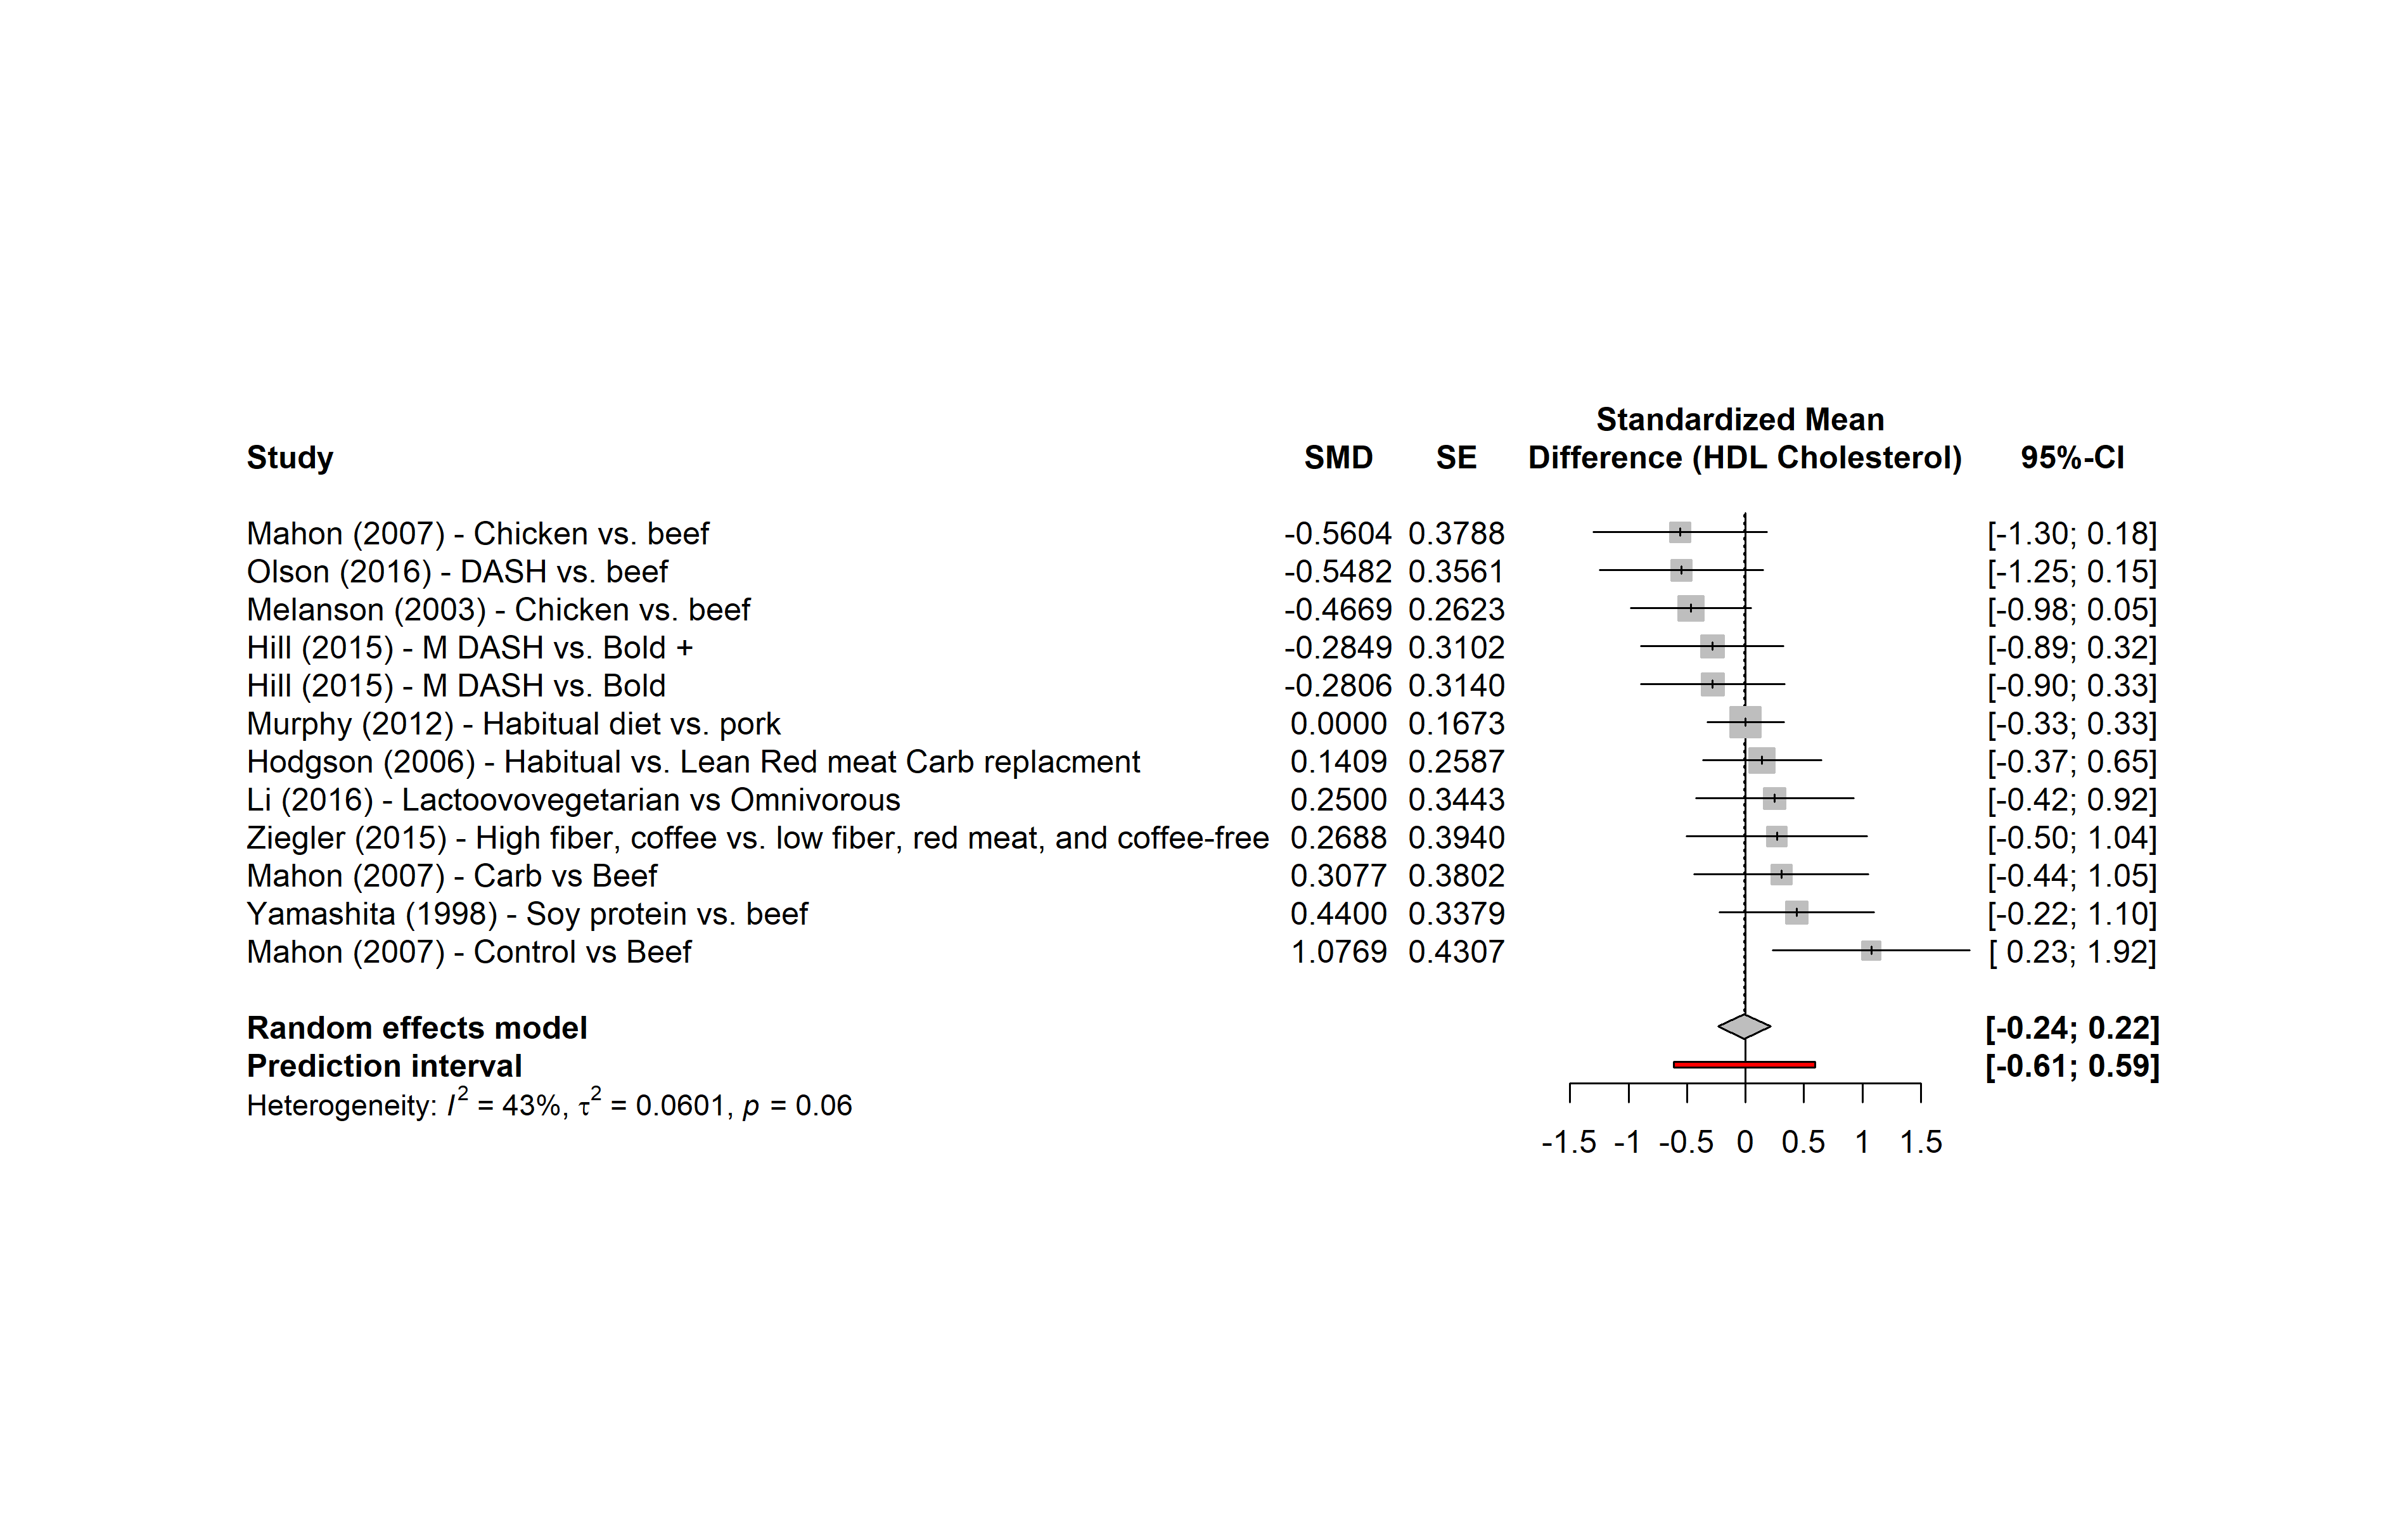 Standardized Mean
Study SMD SE Difference (HDL Cholesterol) 95%-CI
Mahon (2007) - Chicken vs. beef -0.5604 0.3788 [-1.30; 0.18]
Olson (2016) - DASH vs. beef -0.5482 0.3561 [-1.25; 0.15]
Melanson (2003) - Chicken vs. beef -0.4669 0.2623 [-0.98; 0.05]
Hill (2015) - M DASH vs. Bold + -0.2849 0.3102 [-0.89; 0.32]
Hill (2015) - M DASH vs. Bold -0.2806 0.3140 [-0.90; 0.33]
Murphy (2012) - Habitual diet vs. pork 0.0000 0.1673 [-0.33; 0.33]
Hodgson (2006) - Habitual vs. Lean Red meat Carb replacment 0.1409 0.2587 [-0.37; 0.65]
Li (2016) - Lactoovovegetarian vs Omnivorous 0.2500 0.3443 [-0.42; 0.92]
Ziegler (2015) - High fiber, coffee vs. low fiber, red meat, and coffee-free 0.2688 0.3940 [-0.50; 1.04]
Mahon (2007) - Carb vs Beef 0.3077 0.3802 [-0.44; 1.05]
Yamashita (1998) - Soy protein vs. beef 0.4400 0.3379 [-0.22; 1.10]
Mahon (2007) - Control vs Beef 1.0769 0.4307 [ 0.23; 1.92]
Random effects model [-0.24; 0.22]
Prediction interval [-0.61; 0.59]
Heterogeneity: I² = 43%, τ² = 0.0601, p = 0.06
-1.5 -1 -0.5 0 0.5 1 1.5